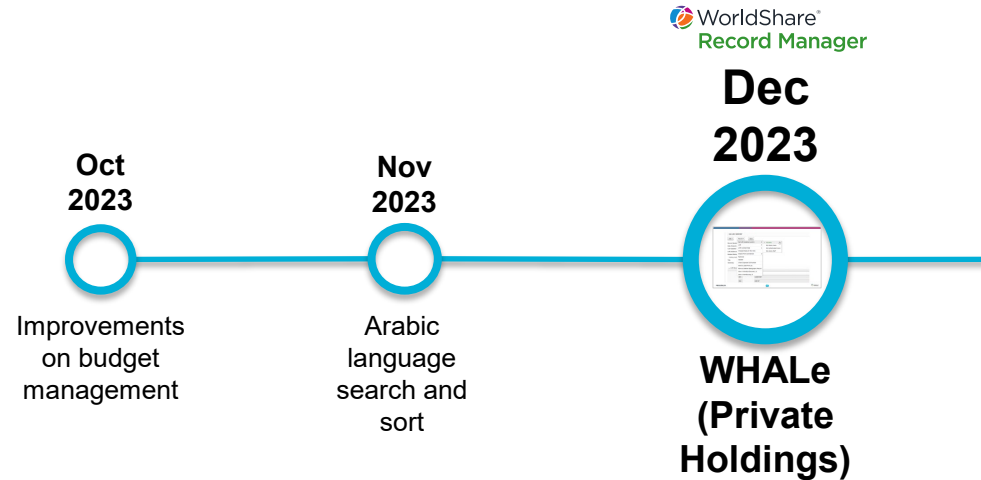 WorldShare®
Record Manager
Dec
2023
Oct
2023
Nov
2023
Improvements
on budget
management
Arabic
language
search and
sort
WHALe
(Private
Holdings)